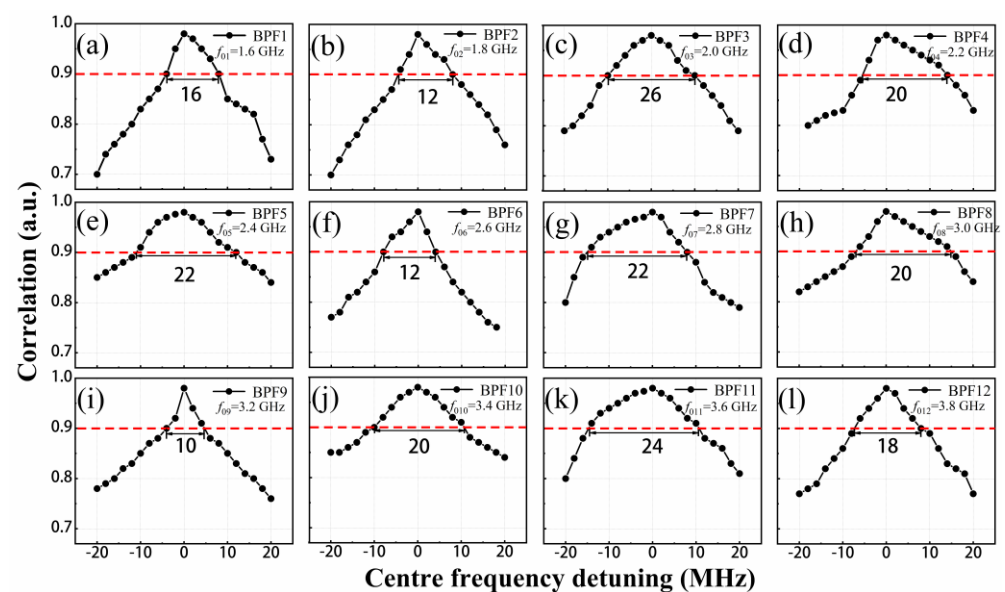 Correlation (a.u.)
(a)
BPF1
f01=1.6 GHz
16
(b)
BPF2
f02=1.8 GHz
12
(c)
BPF3
f03=2.0 GHz
26
(d)
BPF4
f04=2.2 GHz
20
1.0
0.9
0.8
0.7
(e)
BPF5
f05=2.4 GHz
22
(f)
BPF6
f06=2.6 GHz
12
(g)
BPF7
f07=2.8 GHz
22
(h)
BPF8
f08=3.0 GHz
20
1.0
0.9
0.8
0.7
(i)
BPF9
f09=3.2 GHz
10
(j)
BPF10
f010=3.4 GHz
20
(k)
BPF11
f011=3.6 GHz
24
(l)
BPF12
f012=3.8 GHz
18
1.0
0.9
0.8
0.7
-20 -10 0 10 20
-20 -10 0 10 20
-20 -10 0 10 20
-20 -10 0 10 20
Centre frequency detuning (MHz)